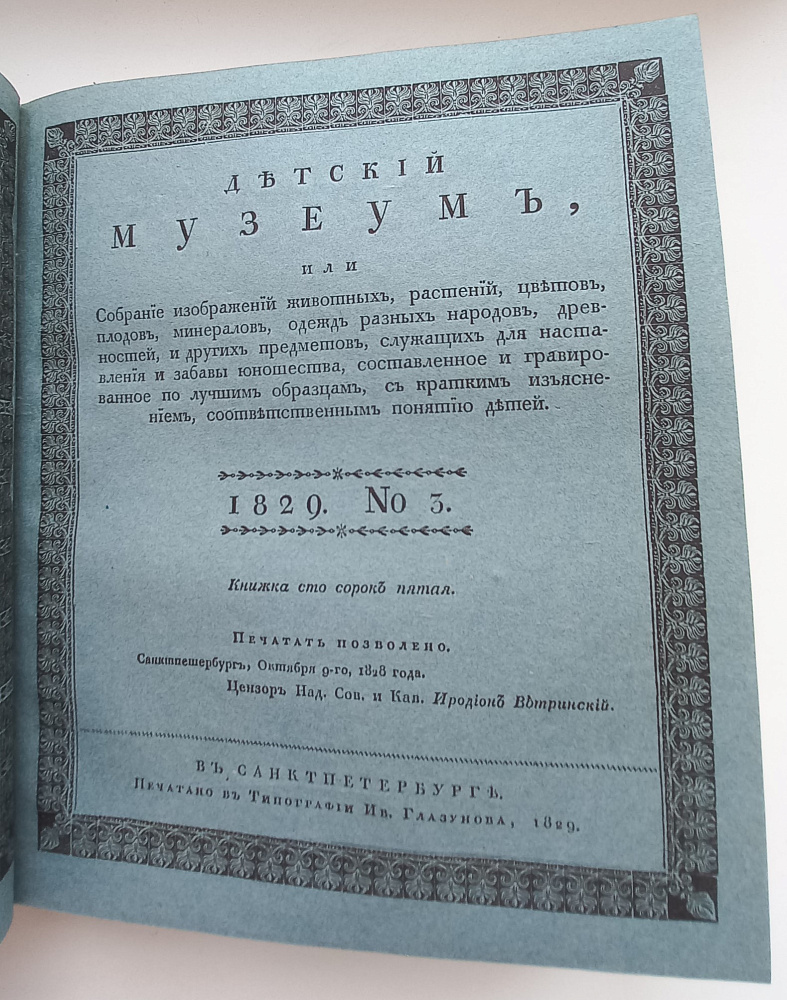 ДѢТСКІЙ
МУЗЕУМЪ,
или
Собраніе изображеній животныхъ, растеній, цвѣтовъ,
плодовъ, минераловъ, одеждъ разныхъ народовъ, древ-
ностей, и другихъ предметовъ, служащихъ для наста-
вленія и забавы юношества, составленное и гравиро-
ванное по лучшимъ образцамъ, съ краткимъ изъясне-
ніемъ, соотвѣтственнымъ понятію дѣтей.
1829. No 3.
Книжка сто сорокъ пятая.
Печатать позволено.
Санктпетербургъ, Октября 9-го, 1828 года.
Цензоръ Над. Сов. и Кав. Иродіонъ Вѣтринскій.
ВЪ САНКТПЕТЕРБУРГѢ.
Печатано въ Типографіи Ив. Глазунова, 1829.